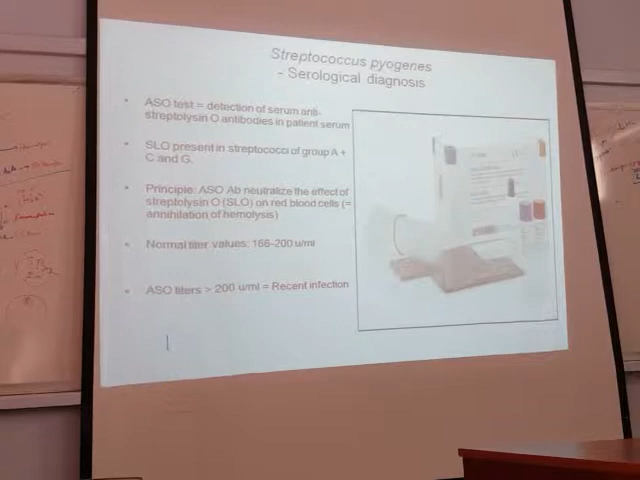 Streptococcus pyogenes
- Serological diagnosis
• ASO test = detection of serum anti-
streptolysin O antibodies in patient serum
• SLO present in streptococci of group A +
C and G.
• Principle: ASO Ab neutralize the effect of
streptolysin O (SLO) on red blood cells (=
annihilation of hemolysis)
• Normal titer values: 166-200 u/ml
• ASO titers > 200 u/ml = Recent infection